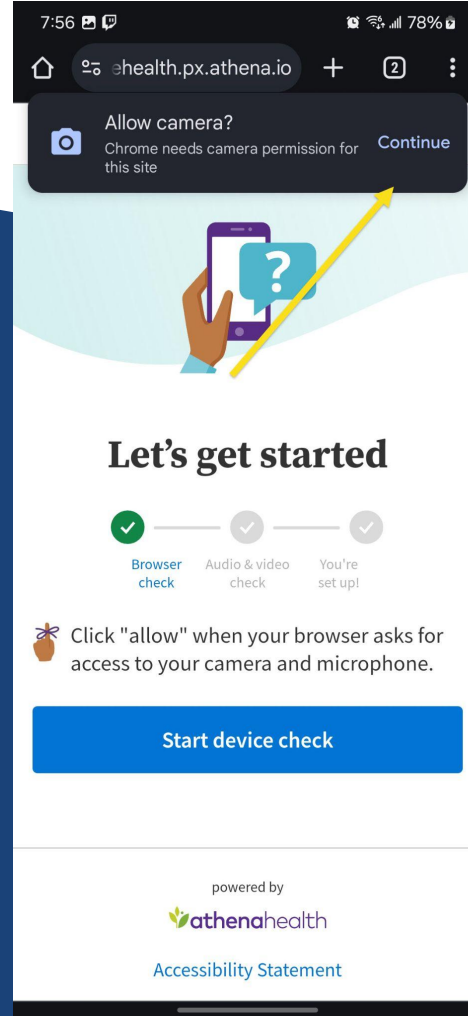 7:56
78%
ehealth.px.athena.io
2
Allow camera?
Chrome needs camera permission for
this site
Continue
?
Let's get started
Browser
check
Audio & video
check
You're
set up!
Click "allow" when your browser asks for
access to your camera and microphone.
Start device check
powered by
athenahealth
Accessibility Statement